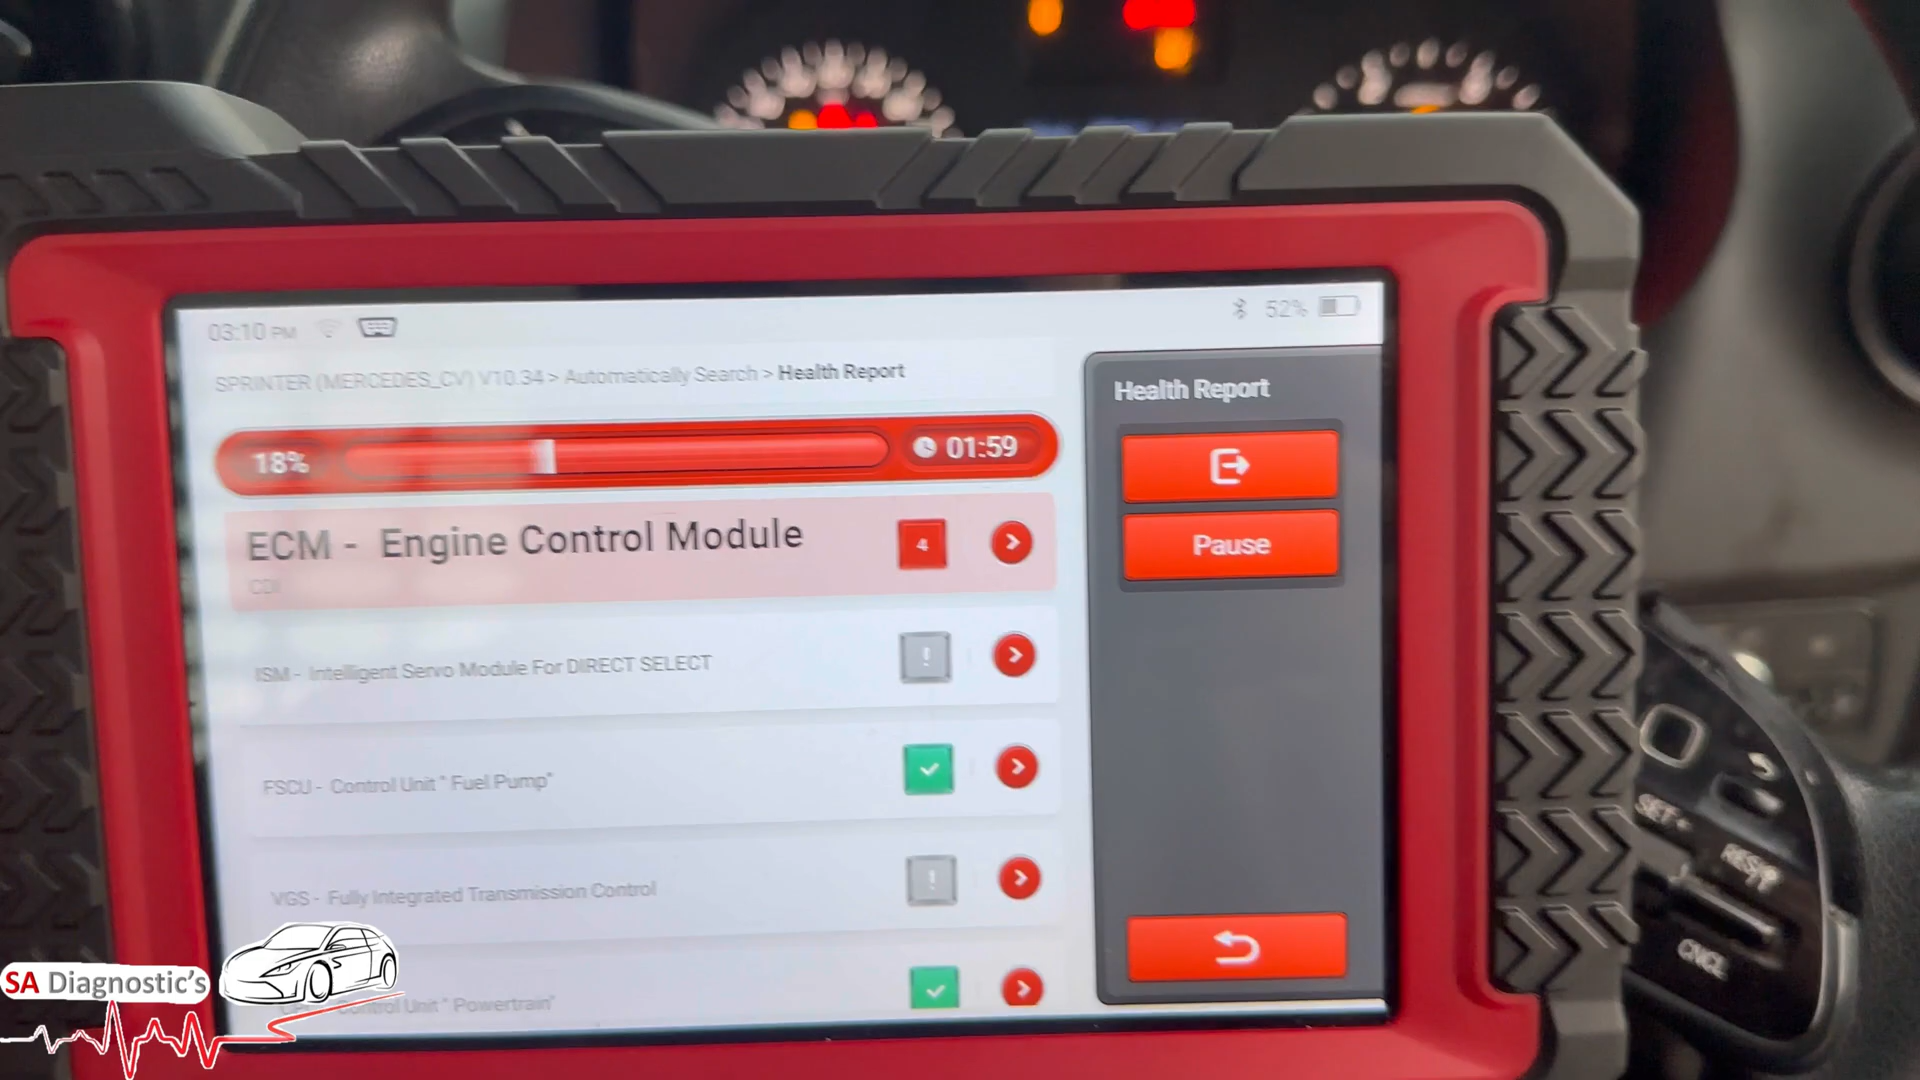 03:10 PM
52%
SPRINTER (MERCEDES_CV) V10.34 > Automatically Search > Health Report
Health Report
18%
01:59
ECM - Engine Control Module
4
CDI
Pause
ISM - Intelligent Servo Module For DIRECT SELECT
!
FSCU - Control Unit " Fuel Pump"
VGS - Fully Integrated Transmission Control
!
Control Unit " Powertrain"
SA Diagnostic's
SET-
RES/
CNCL